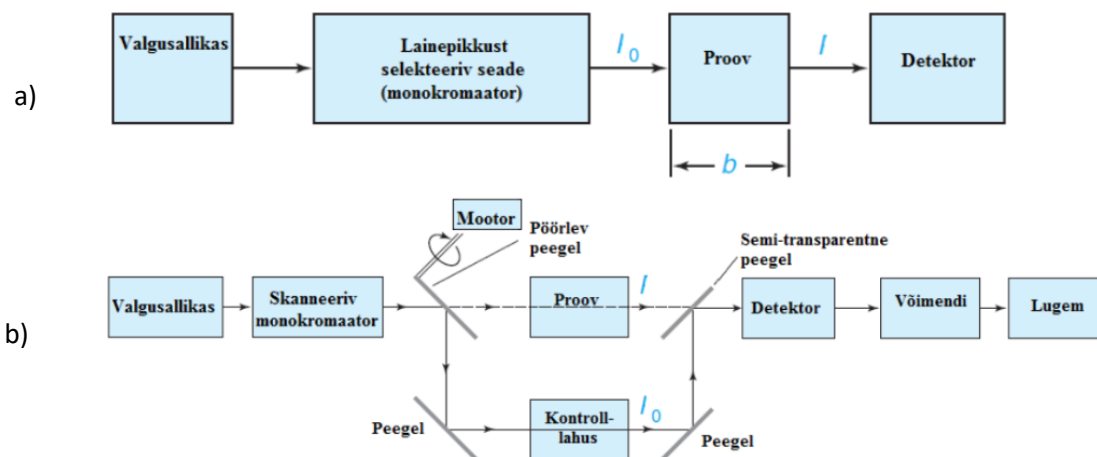 a)
Valgusallikas
Lainepikkust
selekteeriv seade
(monokromaator)
I0
Proov
I
Detektor
b
b)
Mootor
Pöörlev
peegel
Semi-transparentne
peegel
Valgusallikas
Skanneeriv
monokromaator
Proov
I
Detektor
Võimendi
Lugem
Peegel
Kontroll-
lahus
I0
Peegel